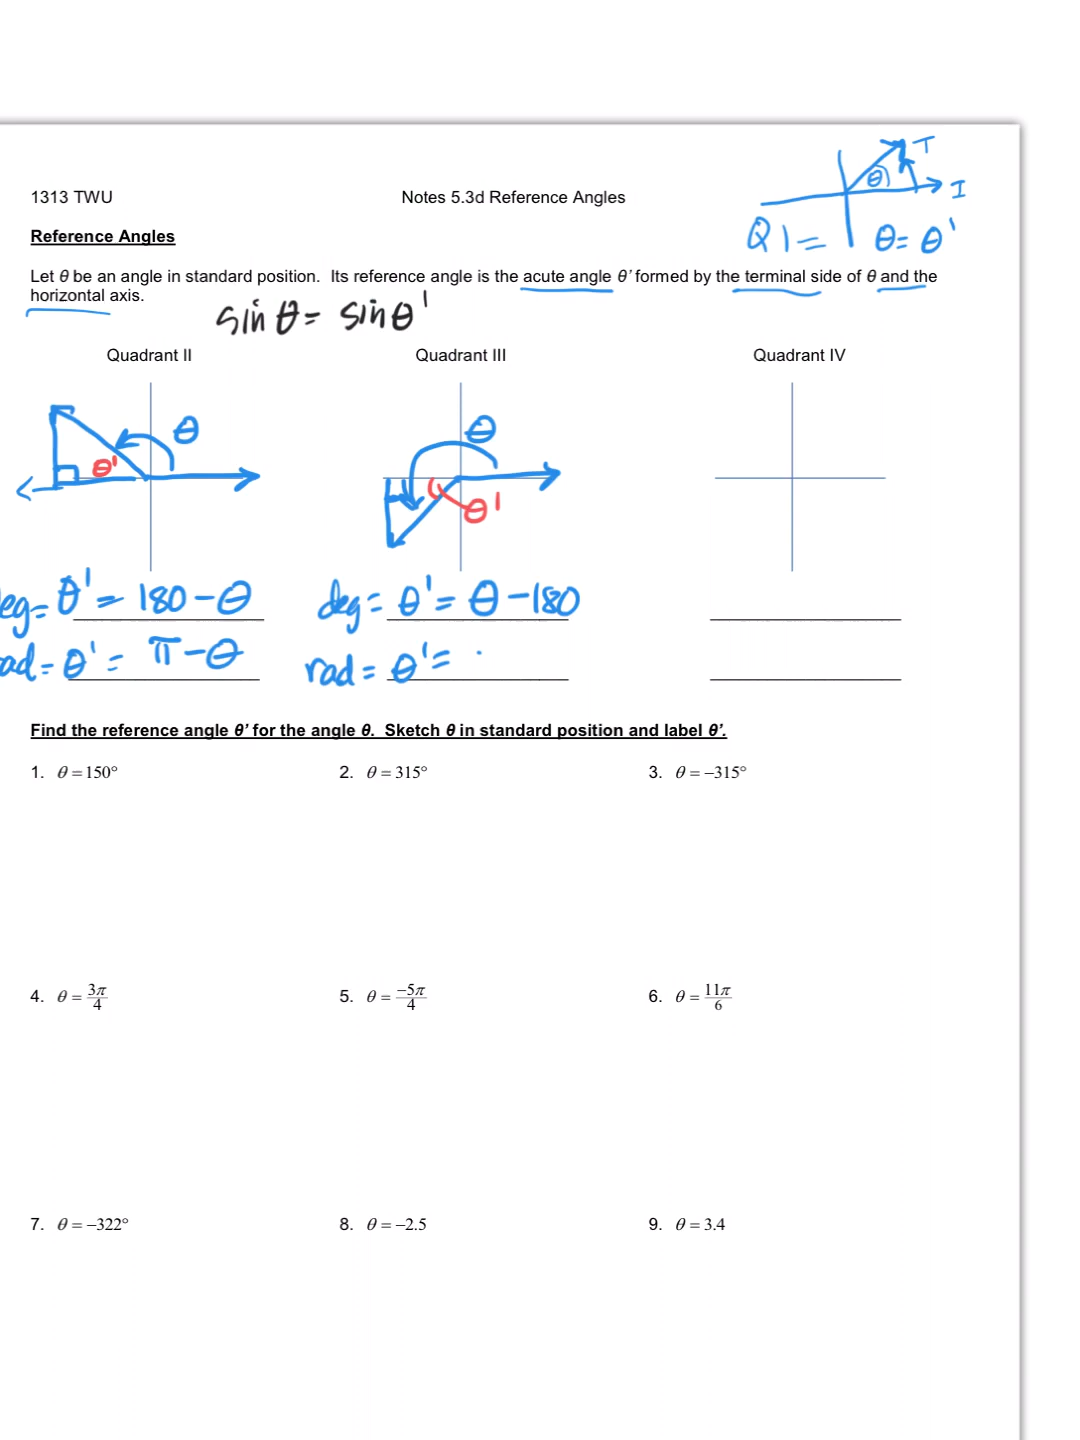 T
θ
I
1313 TWU Notes 5.3d Reference Angles
Q1 = θ = θ'
Reference Angles
Let θ be an angle in standard position. Its reference angle is the acute angle θ' formed by the terminal side of θ and the
horizontal axis.
sin θ = sin θ'
Quadrant II Quadrant III Quadrant IV
θ θ
θ' θ'
eg = θ' = 180 - θ deg = θ' = θ - 180
ad = θ' = π - θ rad = θ' =
Find the reference angle θ' for the angle θ. Sketch θ in standard position and label θ'.
1. θ = 150° 2. θ = 315° 3. θ = −315°
4. θ = 3π/4 5. θ = −5π/4 6. θ = 11π/6
7. θ = −322° 8. θ = −2.5 9. θ = 3.4